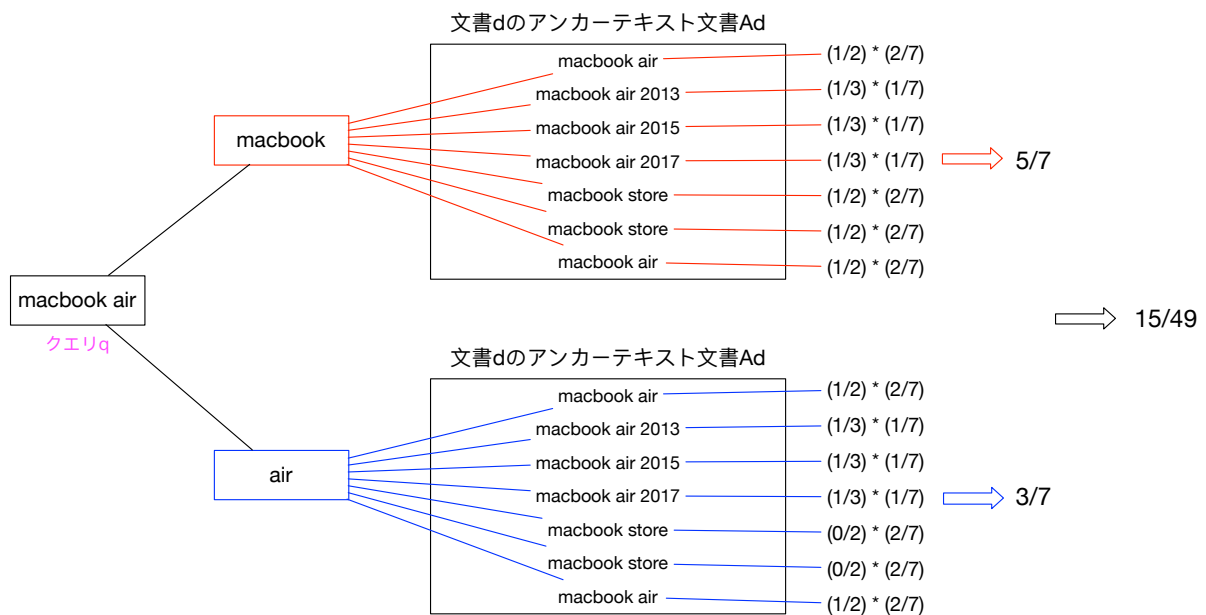 文書dのアンカーテキスト文書Ad
macbook air (1/2) * (2/7)
macbook air 2013 (1/3) * (1/7)
macbook air 2015 (1/3) * (1/7)
macbook
macbook air 2017 (1/3) * (1/7)
5/7
macbook store (1/2) * (2/7)
macbook store (1/2) * (2/7)
macbook air (1/2) * (2/7)
macbook air
クエリq
15/49
文書dのアンカーテキスト文書Ad
macbook air (1/2) * (2/7)
macbook air 2013 (1/3) * (1/7)
macbook air 2015 (1/3) * (1/7)
air
macbook air 2017 (1/3) * (1/7)
3/7
macbook store (0/2) * (2/7)
macbook store (0/2) * (2/7)
macbook air (1/2) * (2/7)